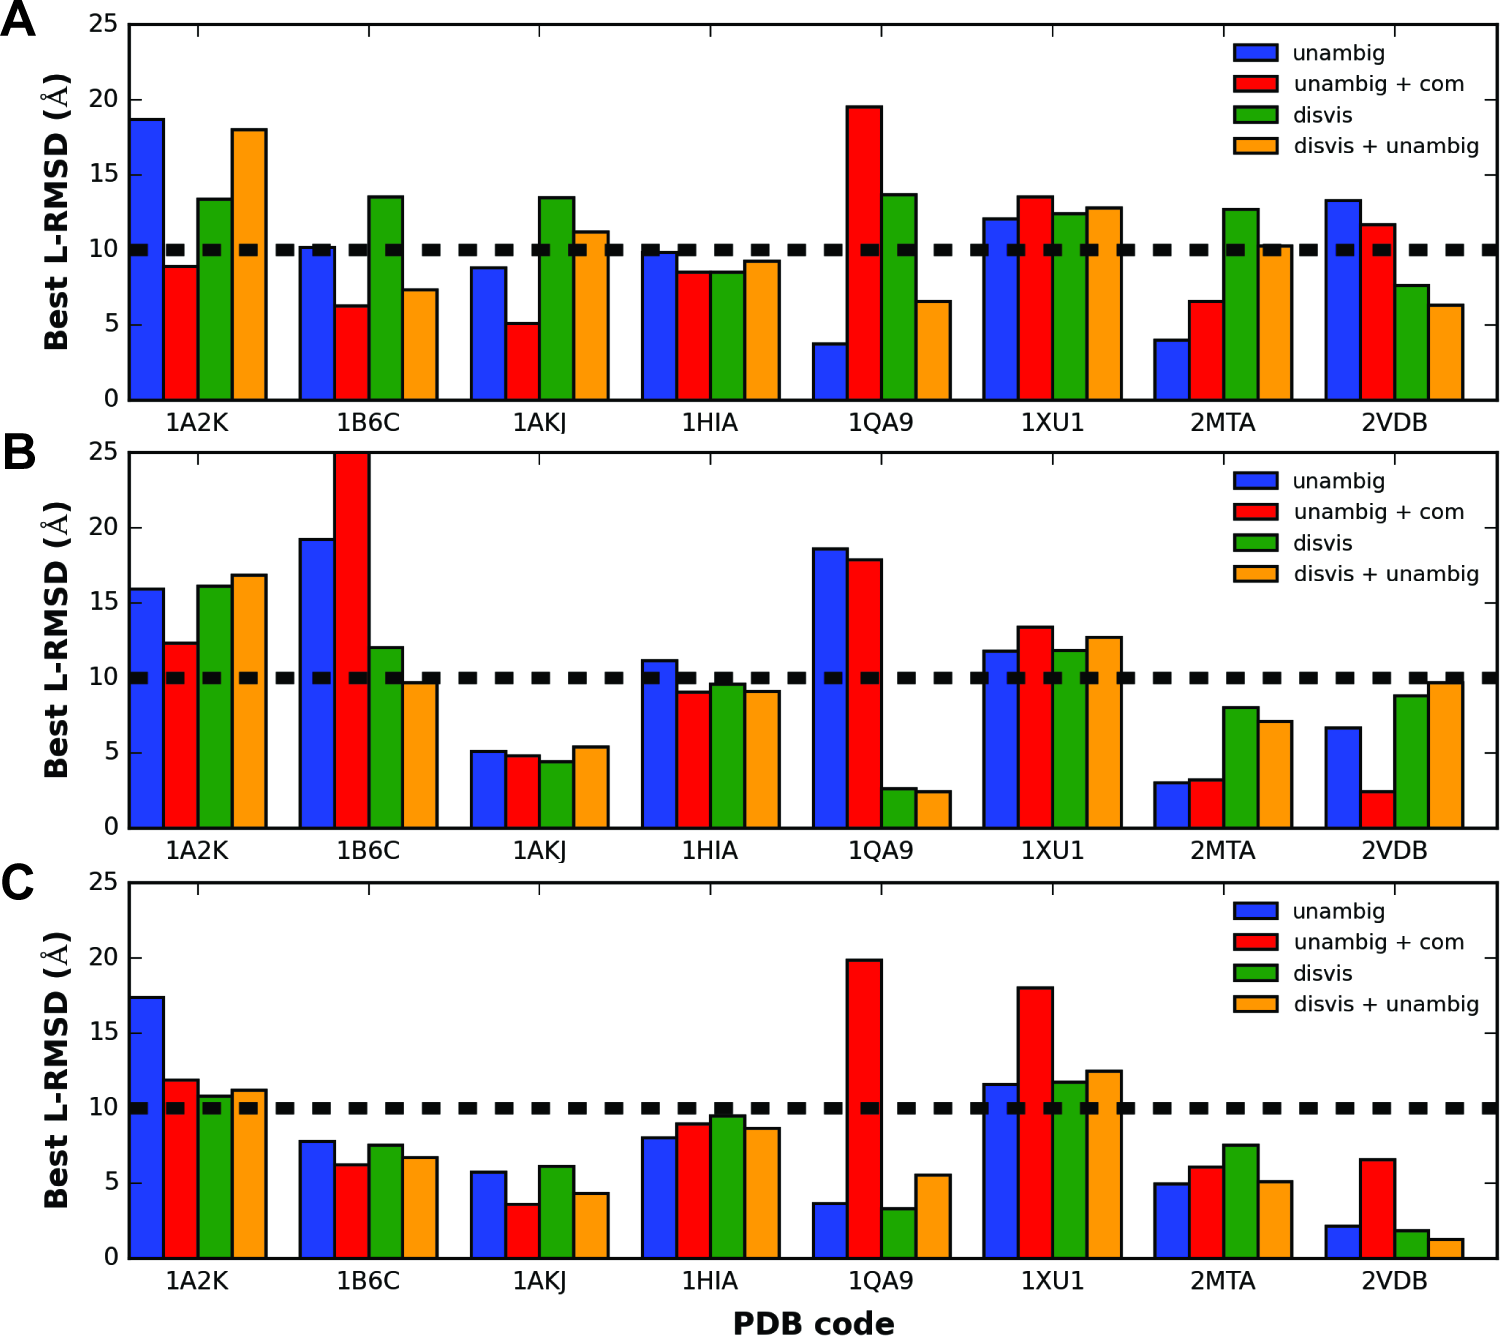 A
Best L-RMSD (Å)
25
20
15
10
5
0
unambig
unambig + com
disvis
disvis + unambig
1A2K 1B6C 1AKJ 1HIA 1QA9 1XU1 2MTA 2VDB
B
Best L-RMSD (Å)
25
20
15
10
5
0
unambig
unambig + com
disvis
disvis + unambig
1A2K 1B6C 1AKJ 1HIA 1QA9 1XU1 2MTA 2VDB
C
Best L-RMSD (Å)
25
20
15
10
5
0
unambig
unambig + com
disvis
disvis + unambig
1A2K 1B6C 1AKJ 1HIA 1QA9 1XU1 2MTA 2VDB
PDB code